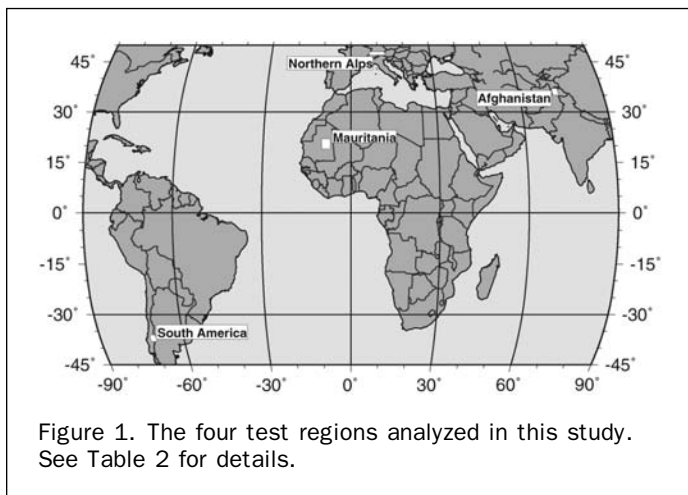 45˚ 45˚
Northern Alps
Afghanistan
30˚ 30˚
Mauritania
15˚ 15˚
0˚ 0˚
-15˚ -15˚
-30˚ -30˚
South America
-45˚ -45˚
-90˚ -60˚ -30˚ 0˚ 30˚ 60˚ 90˚
Figure 1. The four test regions analyzed in this study.
See Table 2 for details.